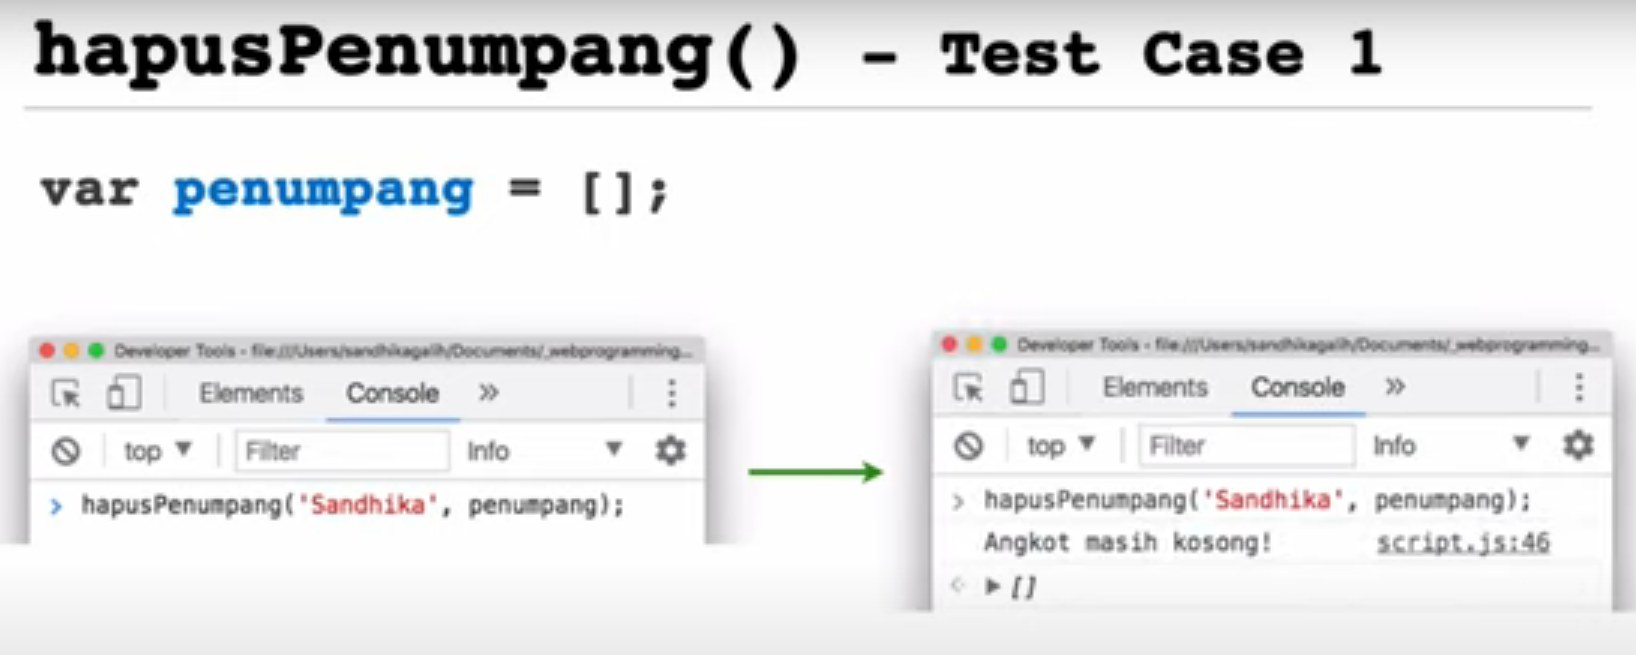 hapusPenumpang() - Test Case 1
var penumpang = [];
Developer Tools - file:///Users/sandhikagalih/Documents/_webprogramming...
Elements Console »
top ▼ Filter Info ▼
> hapusPenumpang('Sandhika', penumpang);
Developer Tools - file:///Users/sandhikagalih/Documents/_webprogramming...
Elements Console »
top ▼ Filter Info ▼
> hapusPenumpang('Sandhika', penumpang);
Angkot masih kosong! script.js:46
<· ▶ []